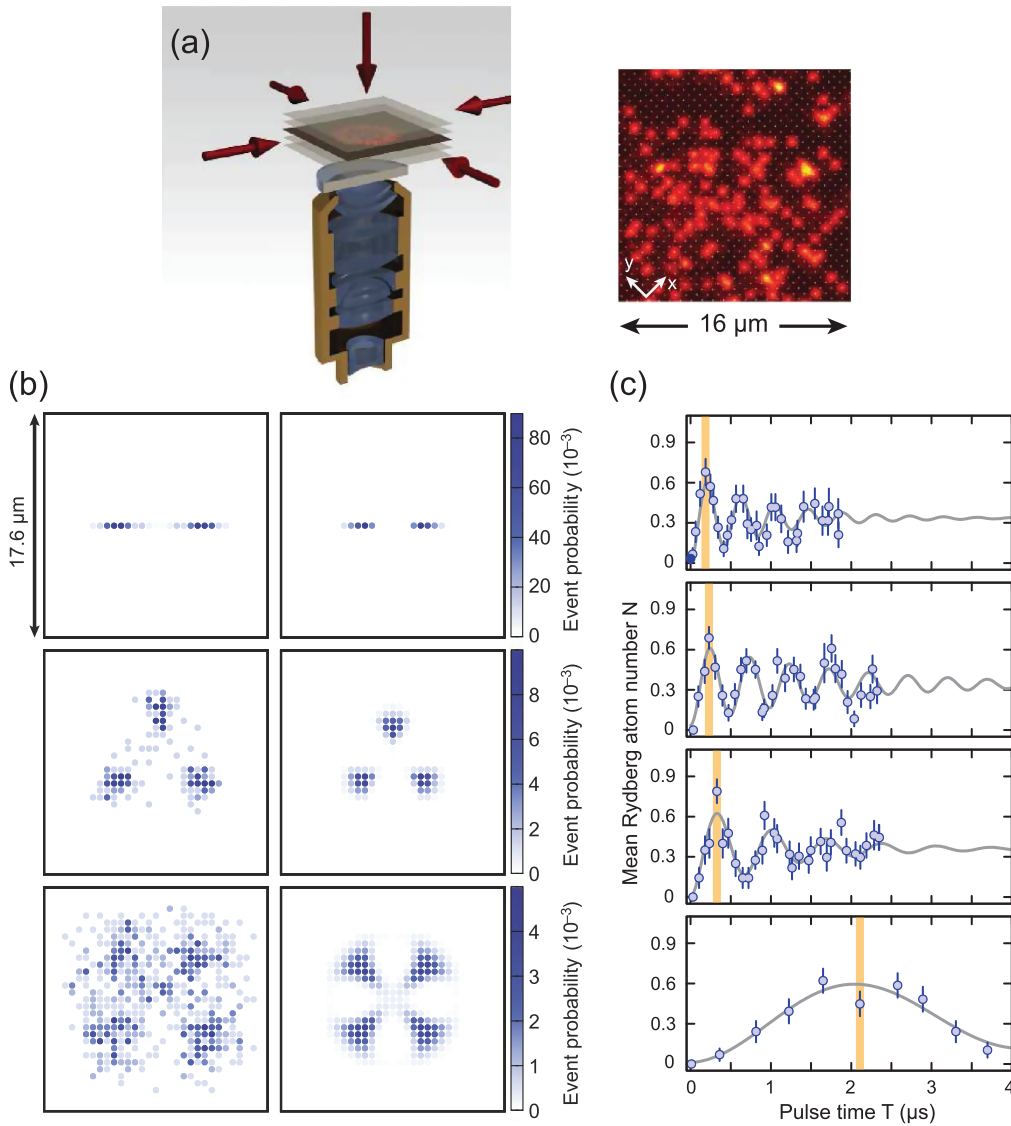 (a)
y
x
16 μm
(b)
17.6 μm
80
60
40
20
0
Event probability (10⁻³)
8
6
4
2
0
Event probability (10⁻³)
4
3
2
1
0
Event probability (10⁻³)
(c)
0.9
0.6
0.3
0
0.9
0.6
0.3
0
0.9
0.6
0.3
0
0.9
0.6
0.3
0
Mean Rydberg atom number N
0 1 2 3 4
Pulse time T (μs)